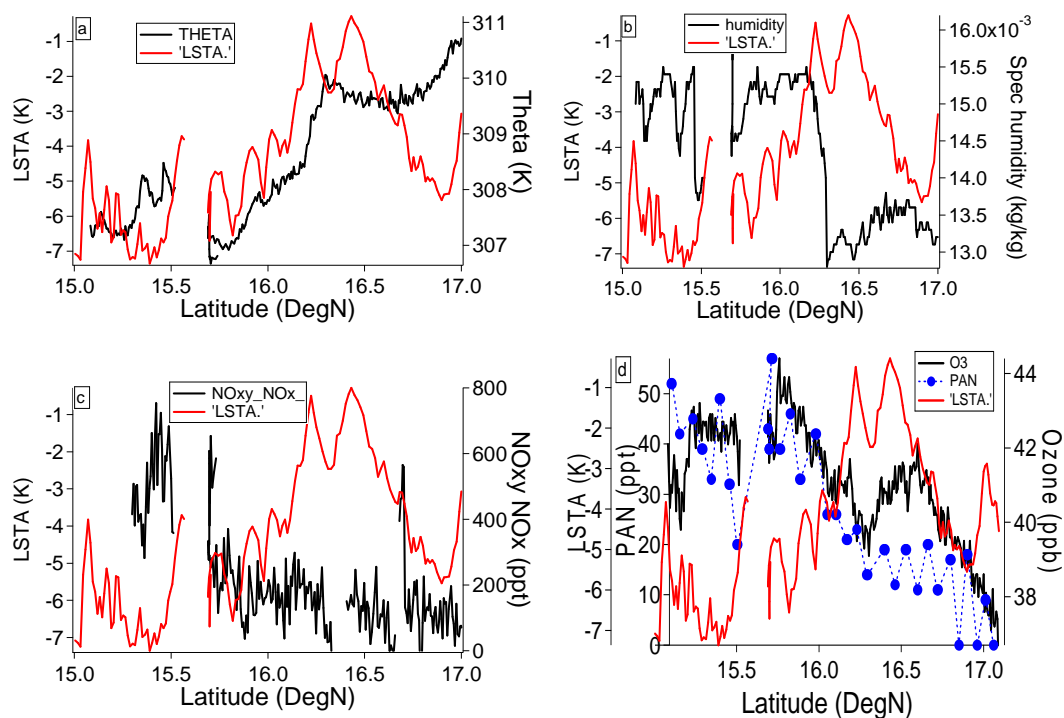 a
THETA
'LSTA.'
-1
-2
-3
-4
-5
-6
-7
LSTA (K)
311
310
309
308
307
Theta (K)
15.0 15.5 16.0 16.5 17.0
Latitude (DegN)
b
humidity
'LSTA.'
-1
-2
-3
-4
-5
-6
-7
LSTA (K)
16.0x10-3
15.5
15.0
14.5
14.0
13.5
13.0
Spec humidity (kg/kg)
15.0 15.5 16.0 16.5 17.0
Latitude (DegN)
c
NOxy_NOx_
'LSTA.'
-1
-2
-3
-4
-5
-6
-7
LSTA (K)
800
600
400
200
0
NOxy NOx (ppt)
15.0 15.5 16.0 16.5 17.0
Latitude (DegN)
d
O3
PAN
'LSTA.'
-1
-2
-3
-4
-5
-6
-7
LSTA (K)
50
40
30
20
10
0
PAN (ppt)
44
42
40
38
Ozone (ppb)
15.5 16.0 16.5 17.0
Latitude (DegN)